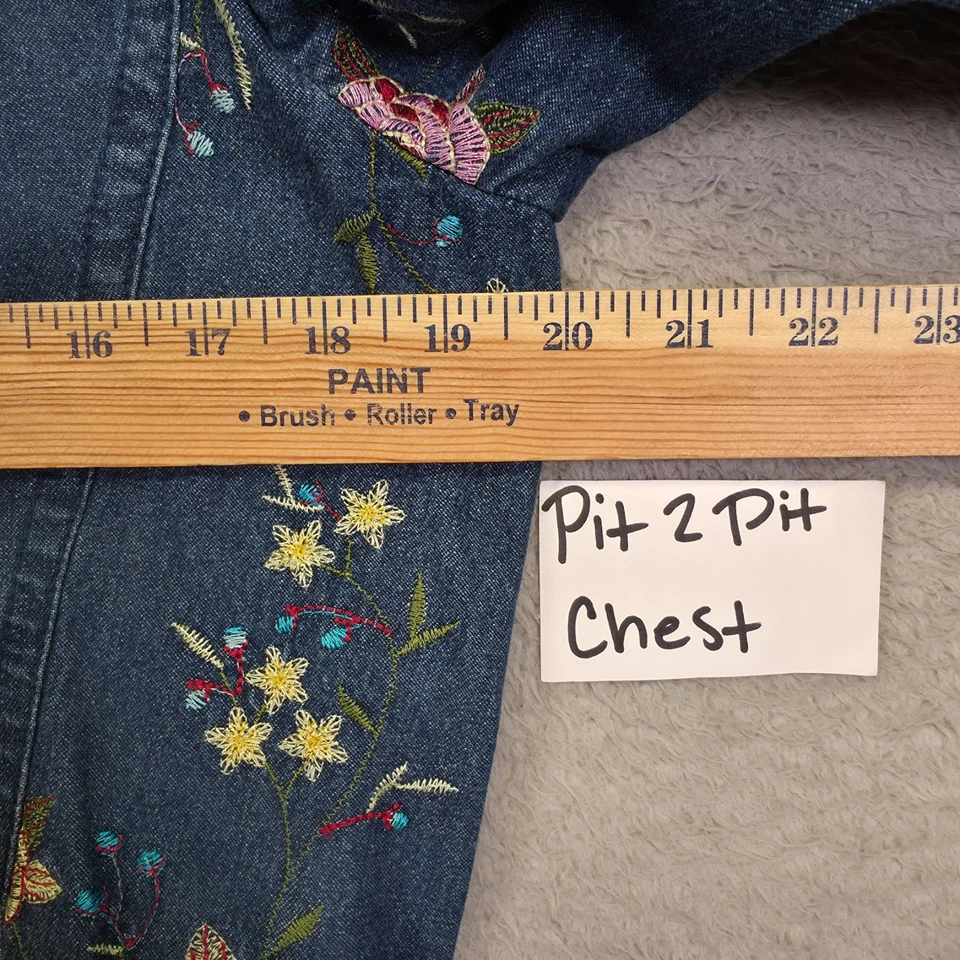 16 17 18 19 20 21 22 23
PAINT
• Brush • Roller • Tray
Pit 2 Pit
Chest